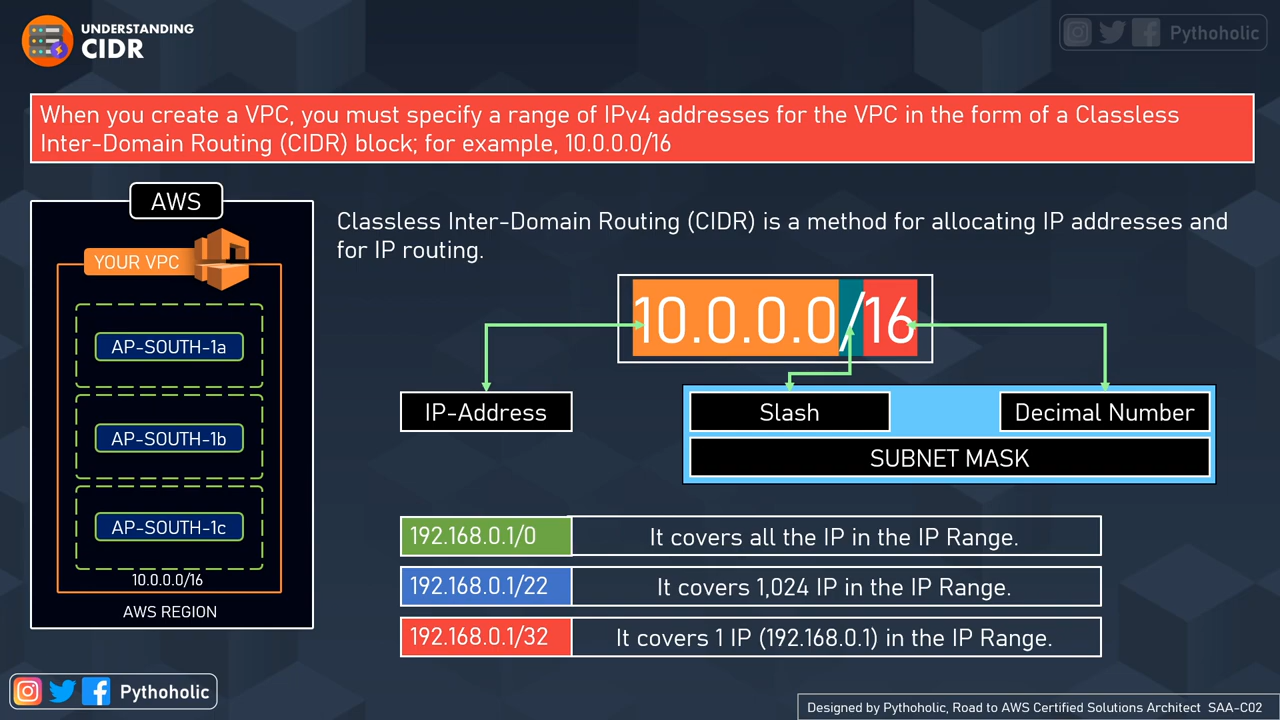 UNDERSTANDING
CIDR
Pythoholic
When you create a VPC, you must specify a range of IPv4 addresses for the VPC in the form of a Classless
Inter-Domain Routing (CIDR) block; for example, 10.0.0.0/16
AWS
YOUR VPC
AP-SOUTH-1a
AP-SOUTH-1b
AP-SOUTH-1c
10.0.0.0/16
AWS REGION
Classless Inter-Domain Routing (CIDR) is a method for allocating IP addresses and
for IP routing.
10.0.0.0/16
IP-Address
Slash
Decimal Number
SUBNET MASK
192.168.0.1/0
It covers all the IP in the IP Range.
192.168.0.1/22
It covers 1,024 IP in the IP Range.
192.168.0.1/32
It covers 1 IP (192.168.0.1) in the IP Range.
Pythoholic
Designed by Pythoholic, Road to AWS Certified Solutions Architect SAA-C02